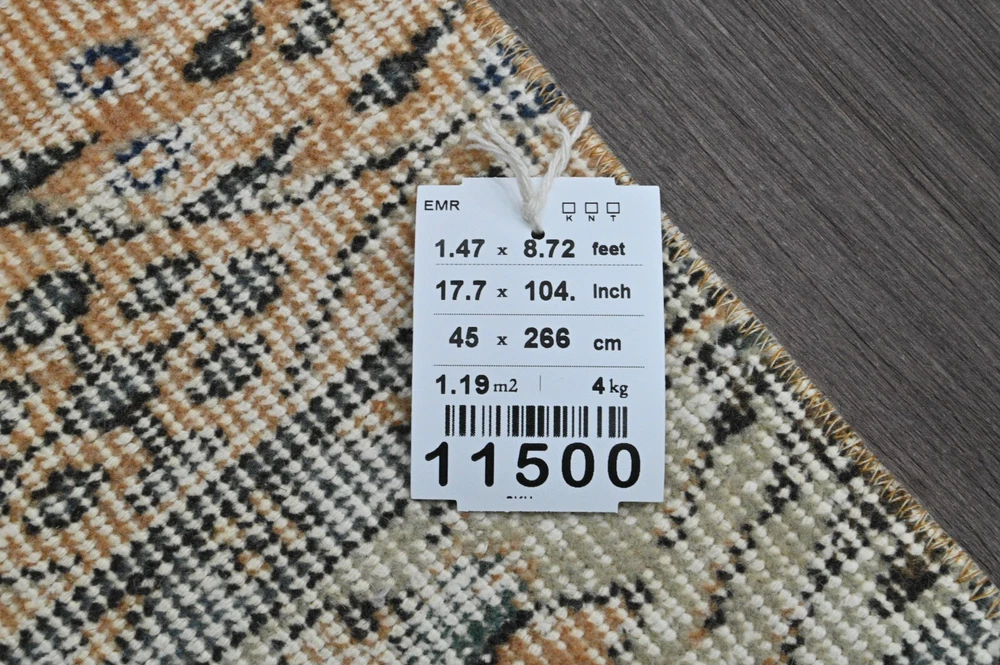 EMR
K N T
1.47 x 8.72 feet
17.7 x 104. Inch
45 x 266 cm
1.19 m2 | 4 kg
11500